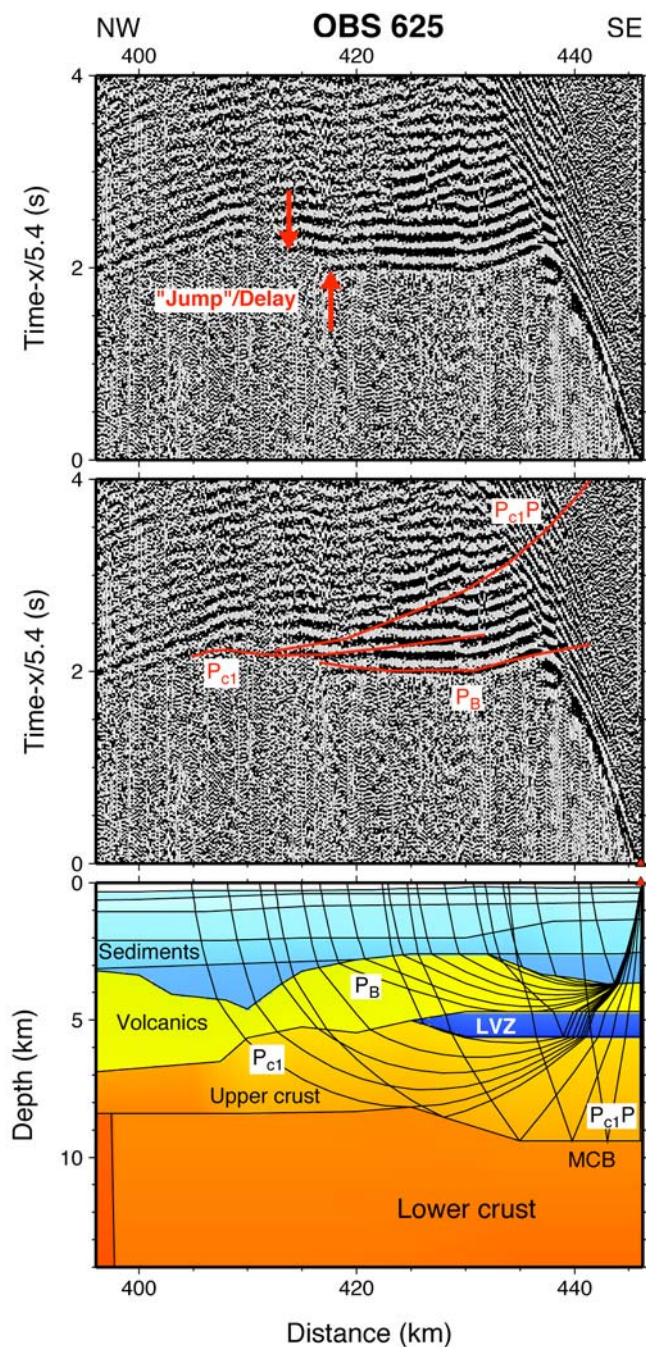 NW OBS 625 SE
400 420 440
4
2
0
Time-x/5.4 (s)
"Jump"/Delay
4
2
0
Time-x/5.4 (s)
Pc1P
Pc1
PB
0
5
10
Depth (km)
Sediments
PB
Volcanics
LVZ
Pc1
Upper crust
Pc1P
MCB
Lower crust
400 420 440
Distance (km)